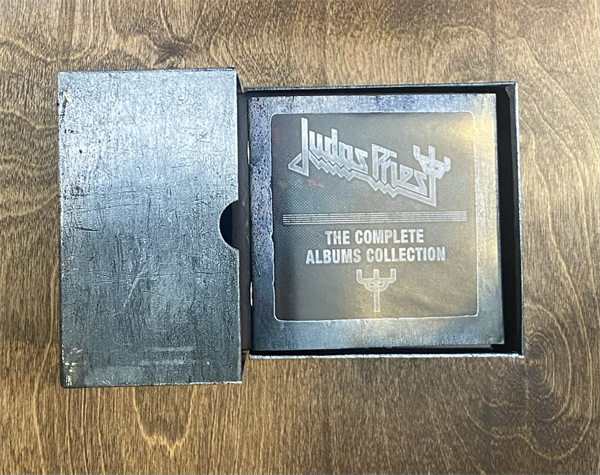 Judas Priest
THE COMPLETE
ALBUMS COLLECTION